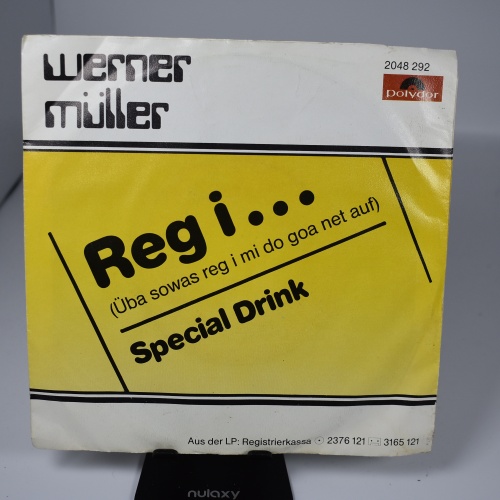 werner
müller
2048 292
polydor
Reg i...
(Üba sowas reg i mi do goa net auf)
Special Drink
Aus der LP: Registrierkassa 2376 121 3165 121
nulaxy